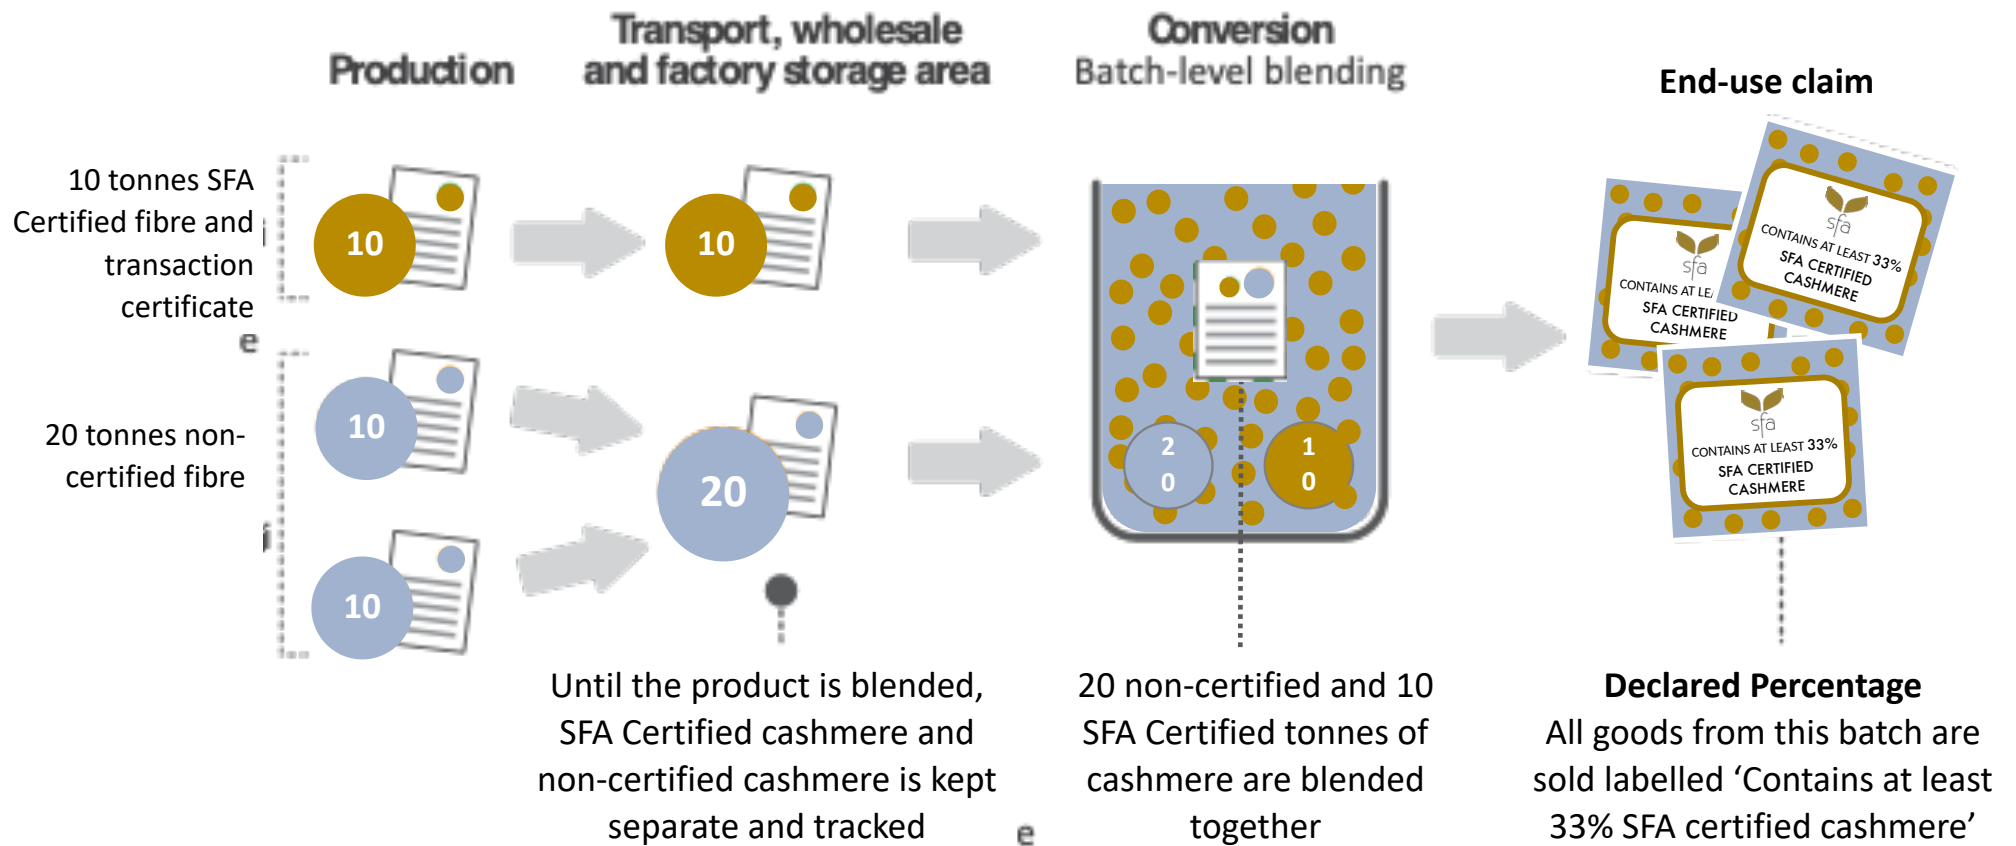 Production
Transport, wholesale
and factory storage area
Conversion
Batch-level blending
End-use claim
10 tonnes SFA
Certified fibre and
transaction
certificate
e
20 tonnes non-
certified fibre
10
10
10
10
20
2
0
1
0
sfa
CONTAINS AT LEAST 33%
SFA CERTIFIED
CASHMERE
sfa
CONTAINS AT LEA
SFA CERTIFIED
CASHMERE
sfa
CONTAINS AT LEAST 33%
SFA CERTIFIED
CASHMERE
Until the product is blended,
SFA Certified cashmere and
non-certified cashmere is kept
separate and tracked
e
20 non-certified and 10
SFA Certified tonnes of
cashmere are blended
together
Declared Percentage
All goods from this batch are
sold labelled ‘Contains at least
33% SFA certified cashmere’